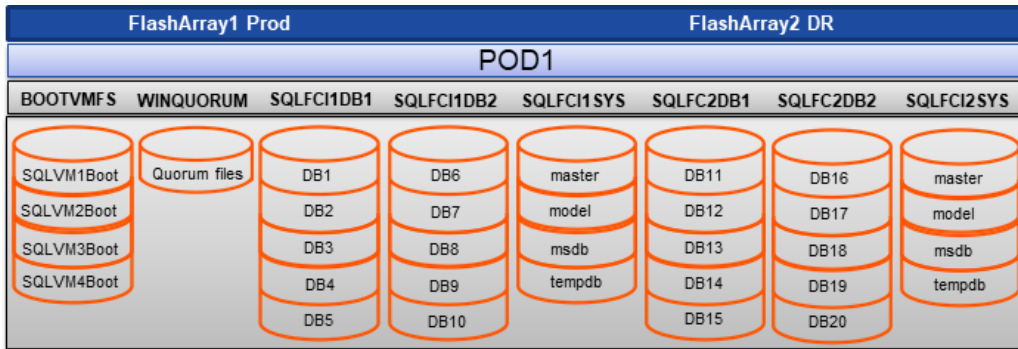 FlashArray1 Prod FlashArray2 DR
POD1
BOOTVMFS WINQUORUM SQLFCI1DB1 SQLFCI1DB2 SQLFCI1SYS SQLFC2DB1 SQLFC2DB2 SQLFCI2SYS
SQLVM1Boot Quorum files DB1 DB6 master DB11 DB16 master
SQLVM2Boot DB2 DB7 model DB12 DB17 model
SQLVM3Boot DB3 DB8 msdb DB13 DB18 msdb
SQLVM4Boot DB4 DB9 tempdb DB14 DB19 tempdb
DB5 DB10 DB15 DB20